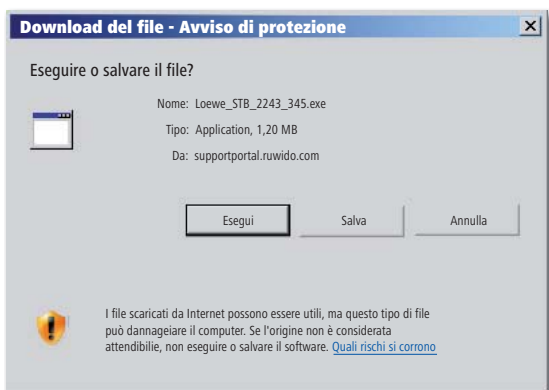 Download del file - Avviso di protezione
Eseguire o salvare il file?
Nome: Loewe_STB_2243_345.exe
Tipo: Application, 1,20 MB
Da: supportportal.ruwido.com
Esegui Salva Annulla
I file scaricati da Internet possono essere utili, ma questo tipo di file
può dannageiare il computer. Se l'origine non è considerata
attendibilie, non eseguire o salvare il software. Quali rischi si corrono